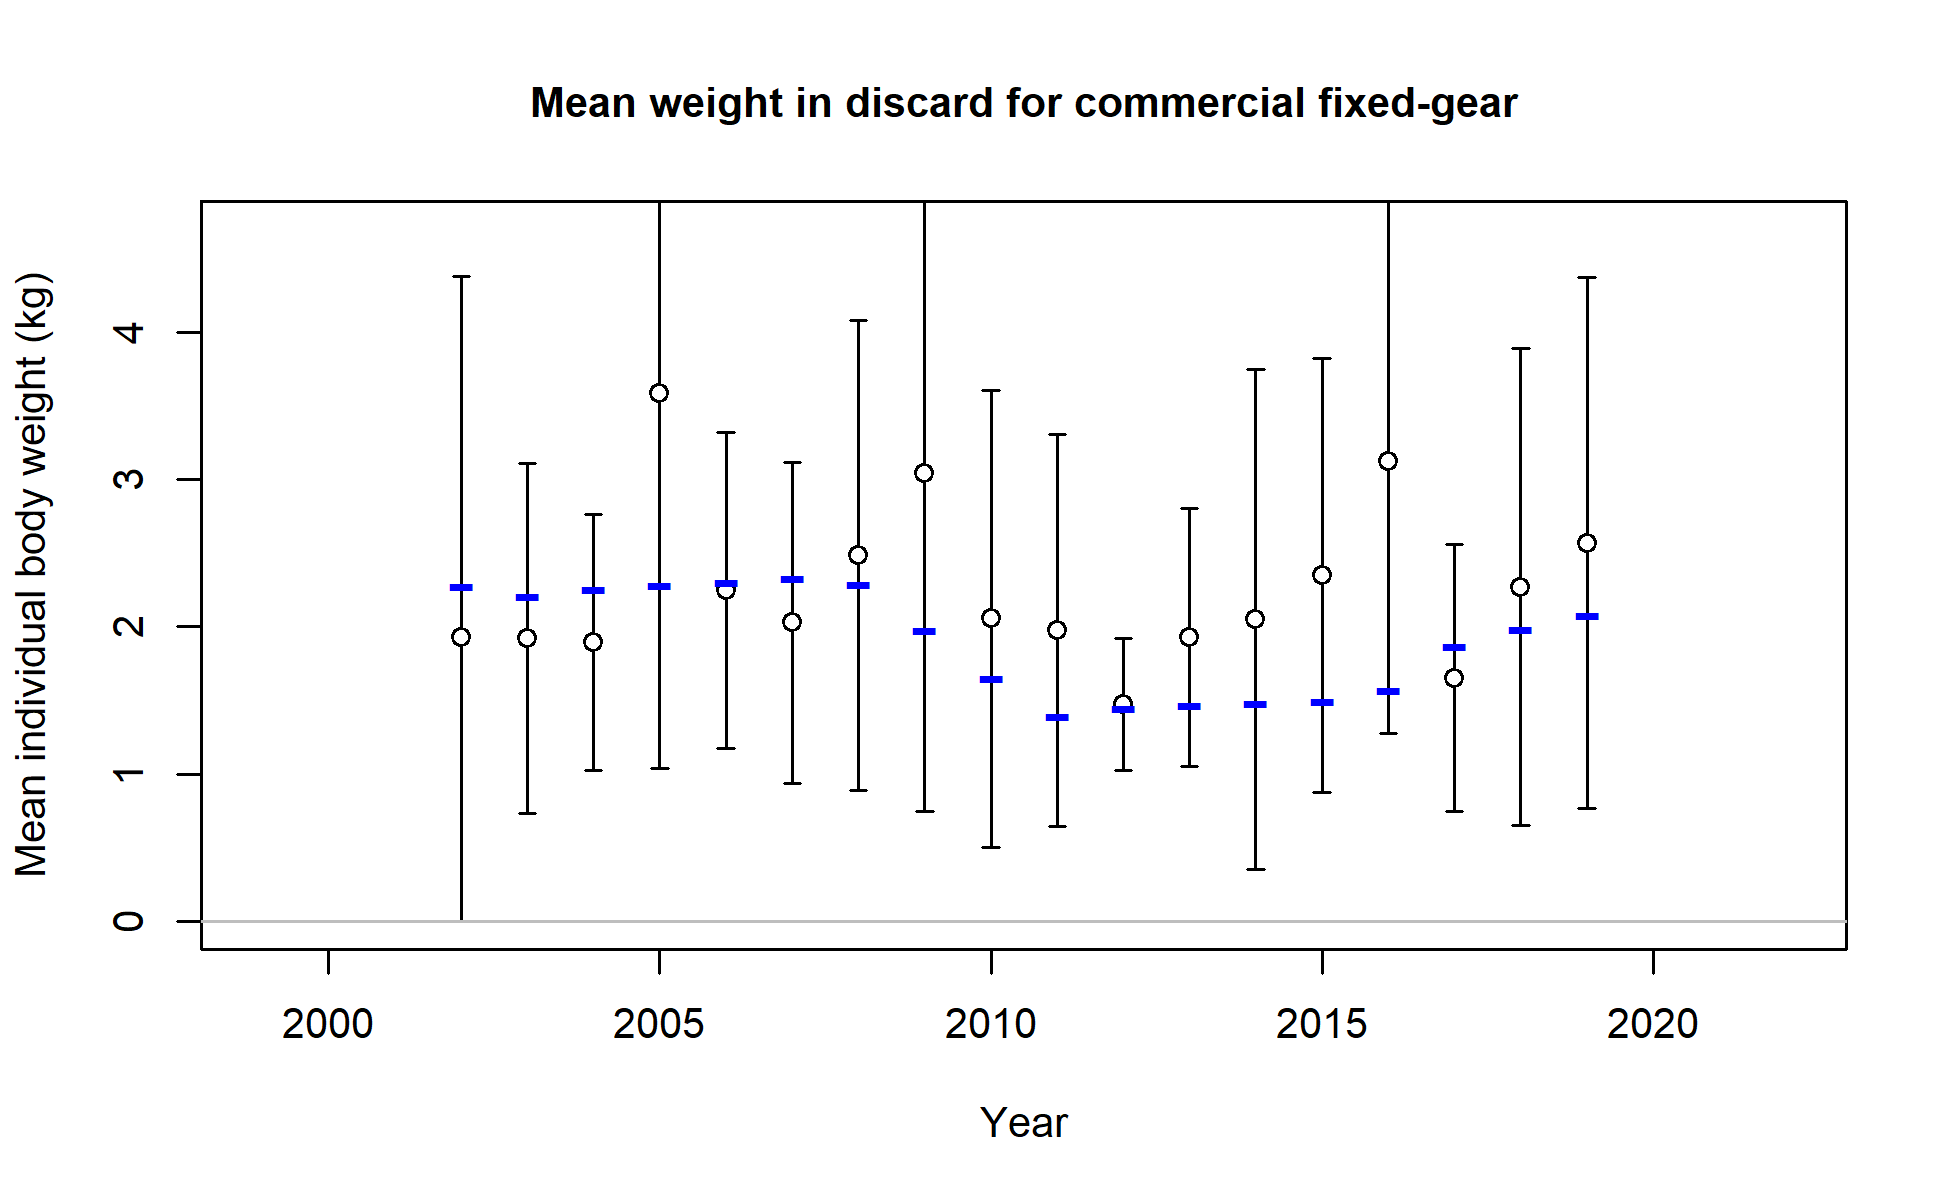 Mean weight in discard for commercial fixed-gear
Mean individual body weight (kg)
4
3
2
1
0
2000 2005 2010 2015 2020
Year